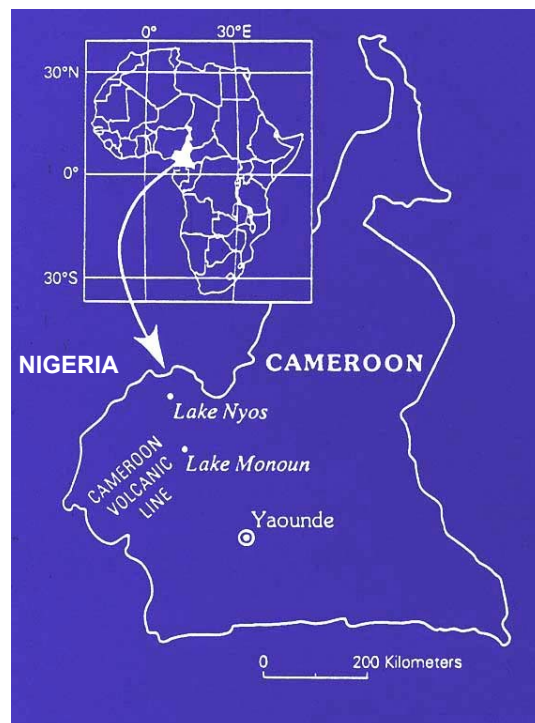 0° 30°E
30°N
0°
30°S
NIGERIA
CAMEROON
Lake Nyos
Lake Monoun
CAMEROON
VOLCANIC
LINE
Yaounde
0 200 Kilometers